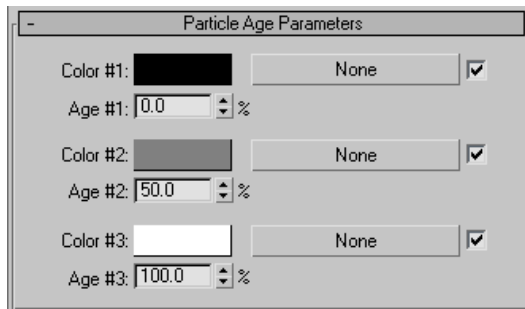 - Particle Age Parameters
Color #1: None
Age #1: 0.0 %
Color #2: None
Age #2: 50.0 %
Color #3: None
Age #3: 100.0 %